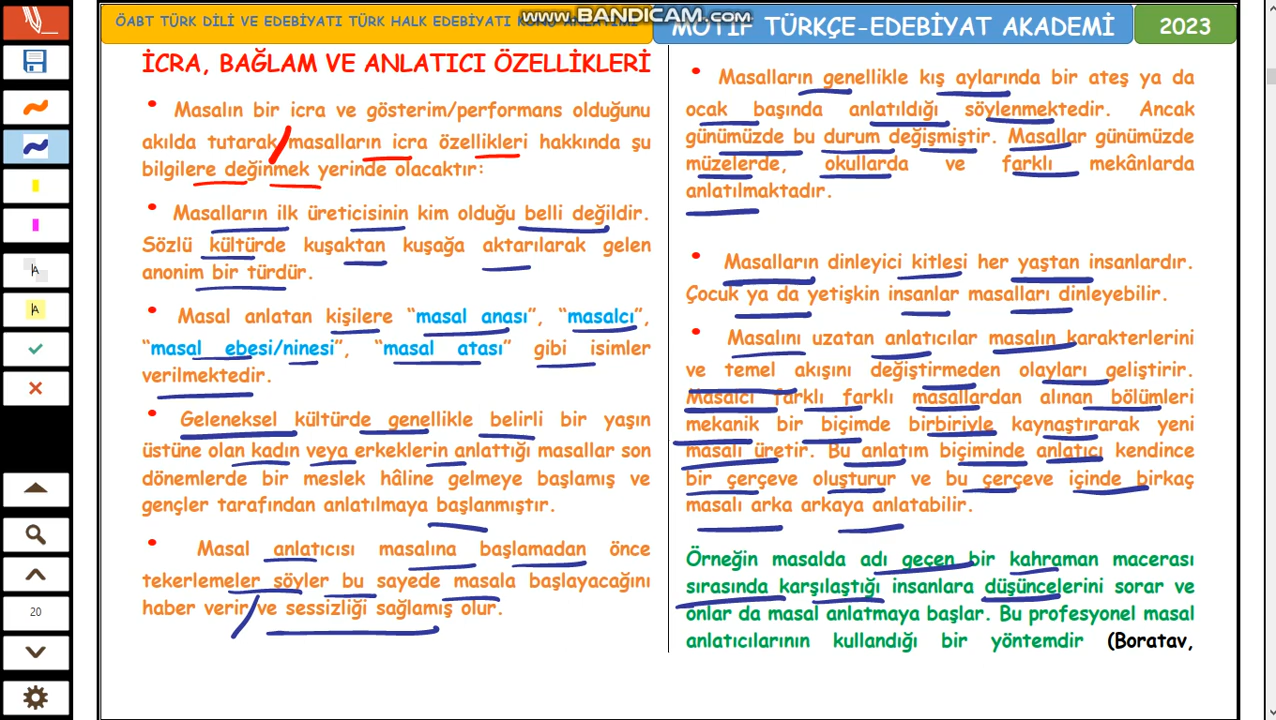 ÖABT TÜRK DİLİ VE EDEBİYATI TÜRK HALK EDEBİYATI KONU ANLATIMI
www.BANDICAM.com
MOTİF TÜRKÇE-EDEBİYAT AKADEMİ
2023
İCRA, BAĞLAM VE ANLATICI ÖZELLİKLERİ
• Masalın bir icra ve gösterim/performans olduğunu
akılda tutarak masalların icra özellikleri hakkında şu
bilgilere değinmek yerinde olacaktır:
• Masalların ilk üreticisinin kim olduğu belli değildir.
Sözlü kültürde kuşaktan kuşağa aktarılarak gelen
anonim bir türdür.
• Masal anlatan kişilere “masal anası”, “masalcı”,
“masal ebesi/ninesi”, “masal atası” gibi isimler
verilmektedir.
• Geleneksel kültürde genellikle belirli bir yaşın
üstüne olan kadın veya erkeklerin anlattığı masallar son
dönemlerde bir meslek hâline gelmeye başlamış ve
gençler tarafından anlatılmaya başlanmıştır.
• Masal anlatıcısı masalına başlamadan önce
tekerlemeler söyler bu sayede masala başlayacağını
haber verir ve sessizliği sağlamış olur.
• Masalların genellikle kış aylarında bir ateş ya da
ocak başında anlatıldığı söylenmektedir. Ancak
günümüzde bu durum değişmiştir. Masallar günümüzde
müzelerde, okullarda ve farklı mekânlarda
anlatılmaktadır.
• Masalların dinleyici kitlesi her yaştan insanlardır.
Çocuk ya da yetişkin insanlar masalları dinleyebilir.
• Masalını uzatan anlatıcılar masalın karakterlerini
ve temel akışını değiştirmeden olayları geliştirir.
Masalcı farklı farklı masallardan alınan bölümleri
mekanik bir biçimde birbiriyle kaynaştırarak yeni
masalı üretir. Bu anlatım biçiminde anlatıcı kendince
bir çerçeve oluşturur ve bu çerçeve içinde birkaç
masalı arka arkaya anlatabilir.
Örneğin masalda adı geçen bir kahraman macerası
sırasında karşılaştığı insanlara düşüncelerini sorar ve
onlar da masal anlatmaya başlar. Bu profesyonel masal
anlatıcılarının kullandığı bir yöntemdir (Boratav,
20